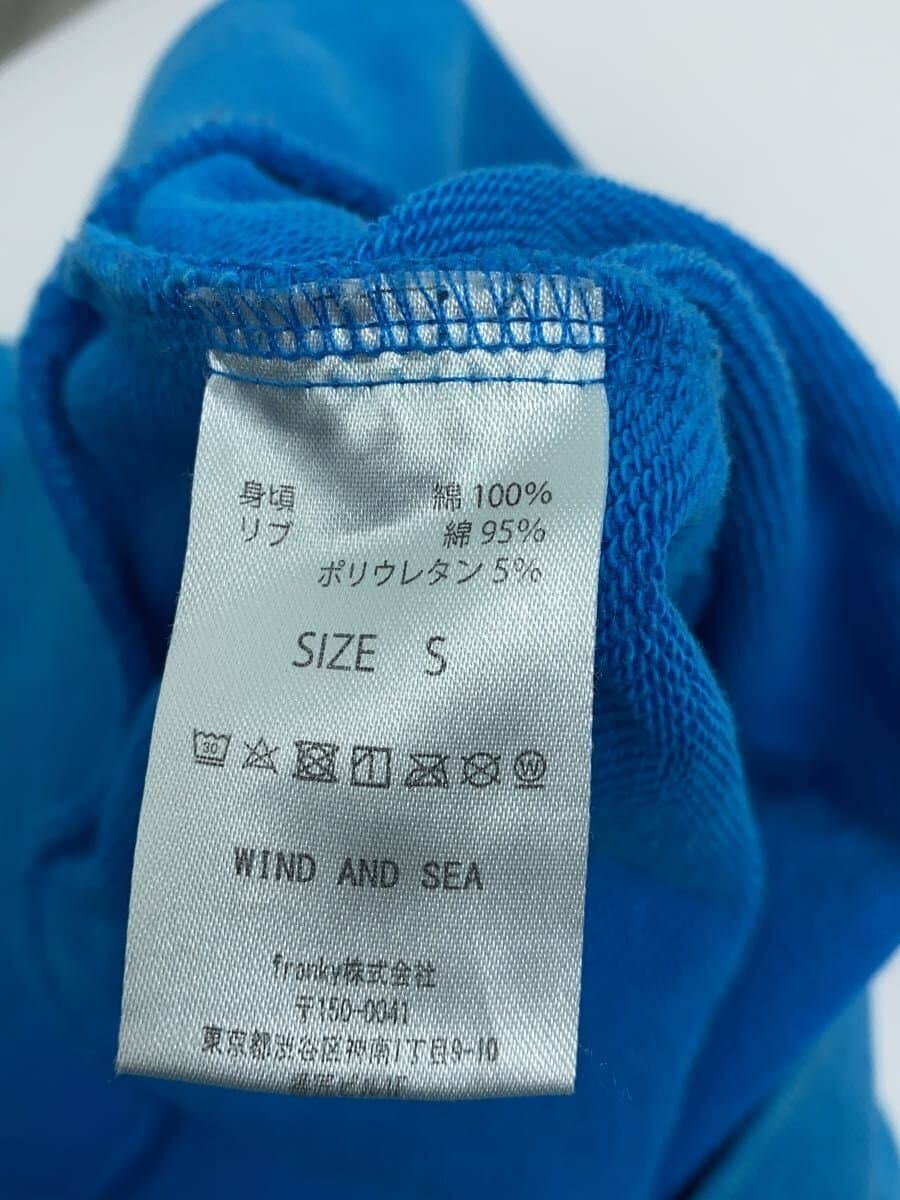 身頃 綿 100%
リブ 綿 95%
ポリウレタン 5%
SIZE S
30
W
WIND AND SEA
franky株式会社
〒150-0041
東京都渋谷区神南1丁目9-10